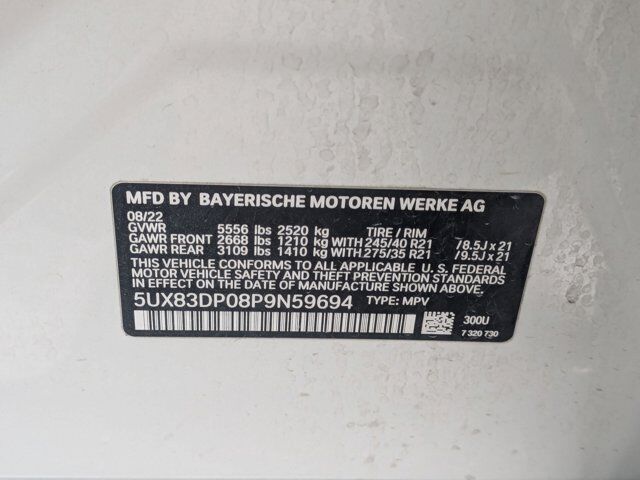 MFD BY BAYERISCHE MOTOREN WERKE AG
08/22
GVWR 5556 lbs 2520 kg TIRE / RIM
GAWR FRONT 2668 lbs 1210 kg WITH 245/40 R21 /8.5J x 21
GAWR REAR 3109 lbs 1410 kg WITH 275/35 R21 /9.5J x 21
THIS VEHICLE CONFORMS TO ALL APPLICABLE U. S. FEDERAL
MOTOR VEHICLE SAFETY AND THEFT PREVENTION STANDARDS
IN EFFECT ON THE DATE OF MANUFACTURE SHOWN ABOVE.
5UX83DP08P9N59694 TYPE: MPV
300U
7 320 730